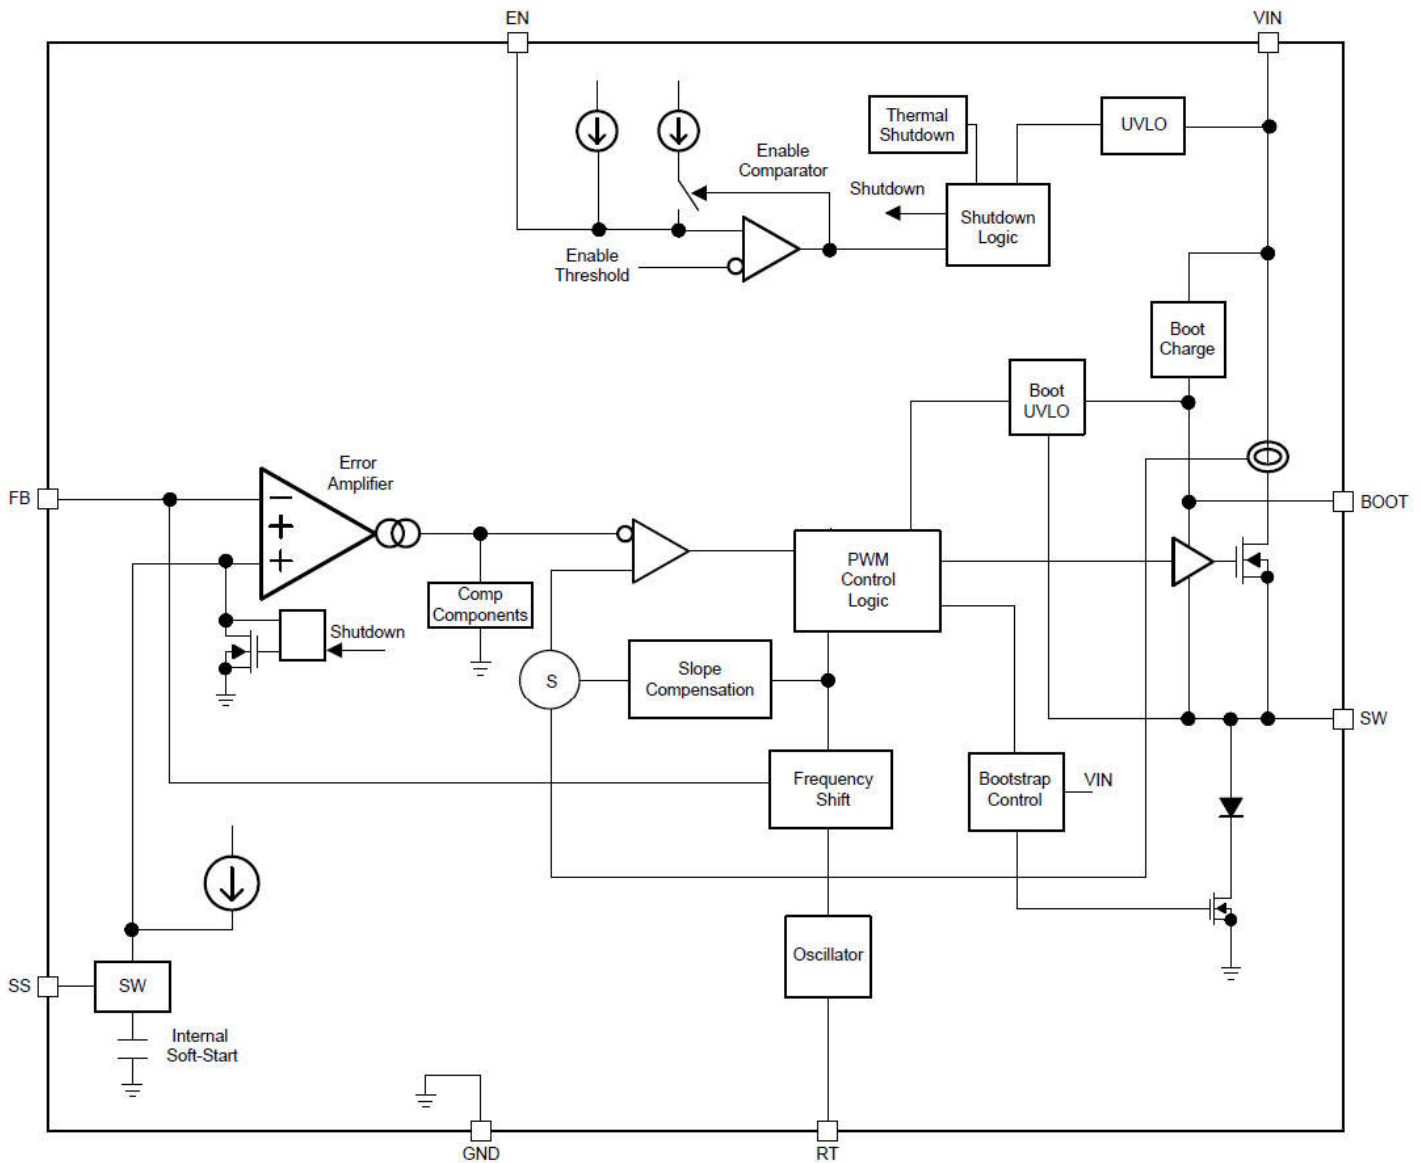 EN
VIN
Thermal
Shutdown
UVLO
Enable
Comparator
Shutdown
Shutdown
Logic
Enable
Threshold
Boot
Charge
Boot
UVLO
Error
Amplifier
FB
BOOT
PWM
Control
Logic
Comp
Components
Shutdown
Slope
Compensation
S
SW
Frequency
Shift
Bootstrap
Control
VIN
Oscillator
SS
SW
Internal
Soft-Start
GND
RT